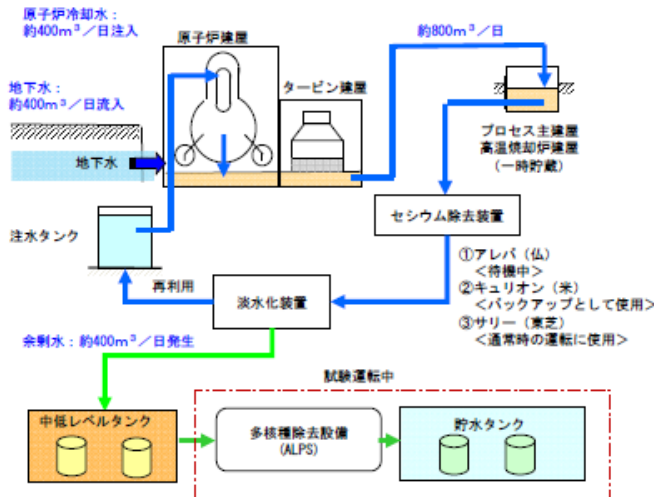 原子炉冷却水：
約400m³／日注入
原子炉建屋
約800m³／日
地下水：
約400m³／日流入
タービン建屋
プロセス主建屋
高温焼却炉建屋
（一時貯蔵）
地下水
注水タンク
セシウム除去装置
①アレバ（仏）
＜待機中＞
②キュリオン（米）
＜バックアップとして使用＞
③サリー（東芝）
＜通常時の運転に使用＞
再利用
淡水化装置
余剰水：約400m³／日発生
試験運転中
中低レベルタンク
多核種除去設備
(ALPS)
貯水タンク